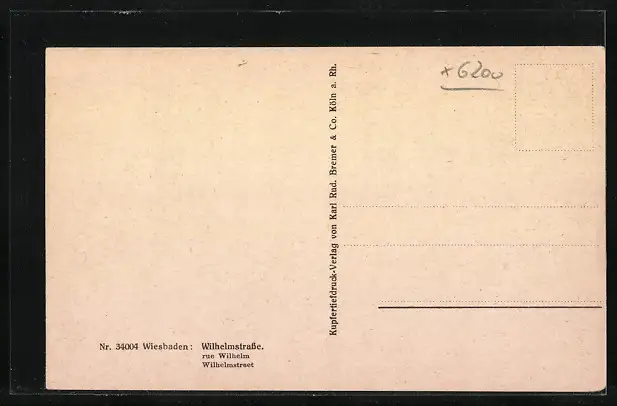 Nr. 34004 Wiesbaden: Wilhelmstraße.
rue Wilhelm
Wilhelmstreet
Kupfertiefdruck-Verlag von Karl Rud. Bremer & Co. Köln a. Rh.
x 6200